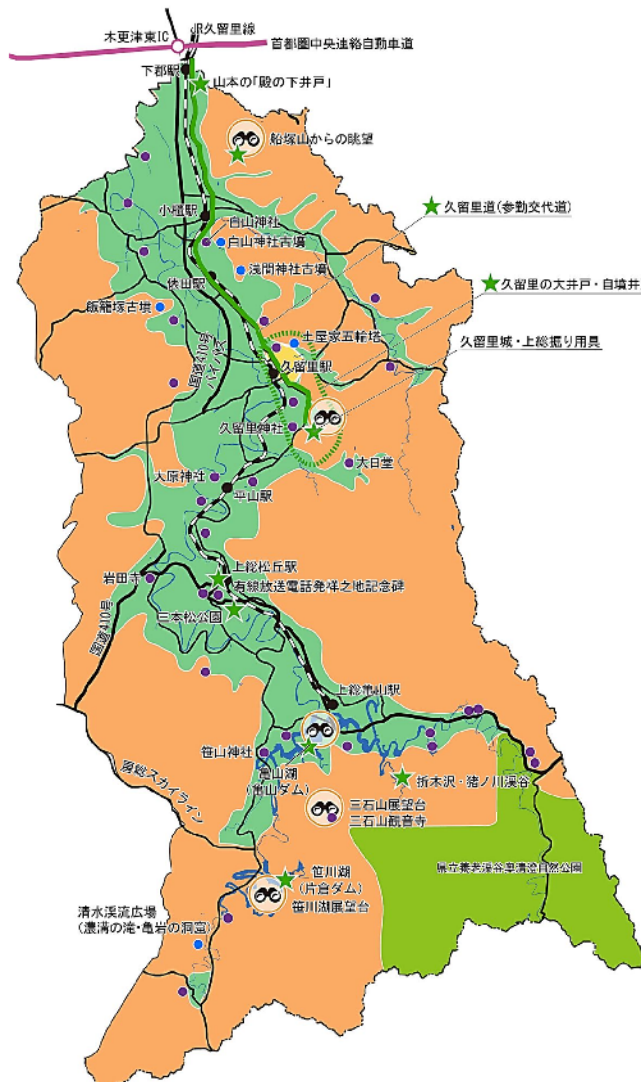 JR久留里線
木更津東IC
首都圏中央連絡自動車道
下郡駅
山本の「殿の下井戸」
船塚山からの眺望
久留里道(参勤交代道)
小櫃駅
白山神社
白山神社古墳
浅間神社古墳
俵田駅
久留里の大井戸・自墳井
飯籠塚古墳
国道410号
バイパス
土屋家五輪塔
久留里城・上総掘り用具
久留里駅
久留里神社
大原神社
大日堂
平山駅
上総松丘駅
岩田寺
有線放送電話発祥之地記念碑
三本松公園
国道410号
上総亀山駅
笹山神社
房総スカイライン
亀山湖
(亀山ダム)
折木沢・猪ノ川渓谷
三石山展望台
三石山観音寺
県立養老渓谷奥清澄自然公園
笹川湖
(片倉ダム)
笹川湖展望台
清水渓流広場
(濃溝の滝・亀岩の洞窟)